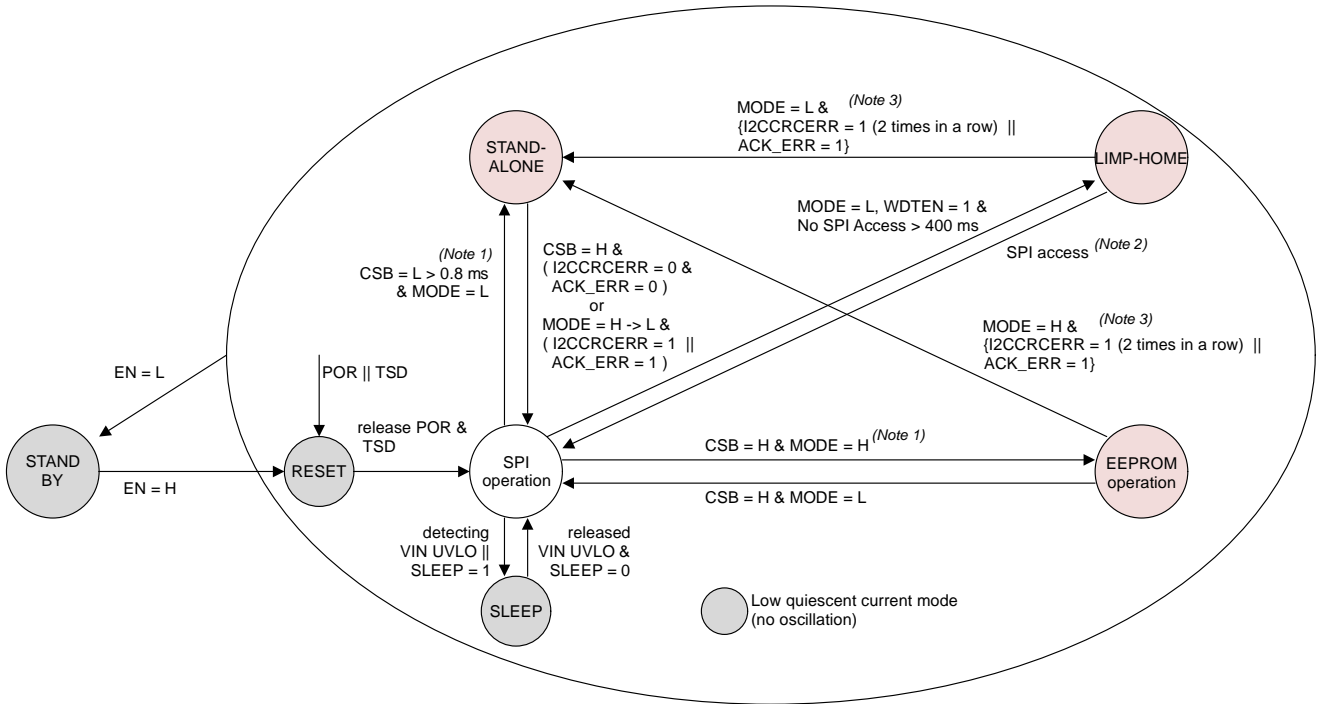 MODE = L & (Note 3)
{I2CCRCERR = 1 (2 times in a row) ||
ACK_ERR = 1}
STAND-
ALONE
LIMP-HOME
MODE = L, WDTEN = 1 &
No SPI Access > 400 ms
SPI access (Note 2)
(Note 1)
CSB = L > 0.8 ms
& MODE = L
CSB = H &
( I2CCRCERR = 0 &
ACK_ERR = 0 )
or
MODE = H -> L &
( I2CCRCERR = 1 ||
ACK_ERR = 1 )
MODE = H & (Note 3)
{I2CCRCERR = 1 (2 times in a row) ||
ACK_ERR = 1}
EN = L
POR || TSD
release POR &
TSD
STAND
BY
EN = H
RESET
SPI
operation
CSB = H & MODE = H (Note 1)
CSB = H & MODE = L
EEPROM
operation
detecting
VIN UVLO ||
SLEEP = 1
released
VIN UVLO &
SLEEP = 0
SLEEP
Low quiescent current mode
(no oscillation)